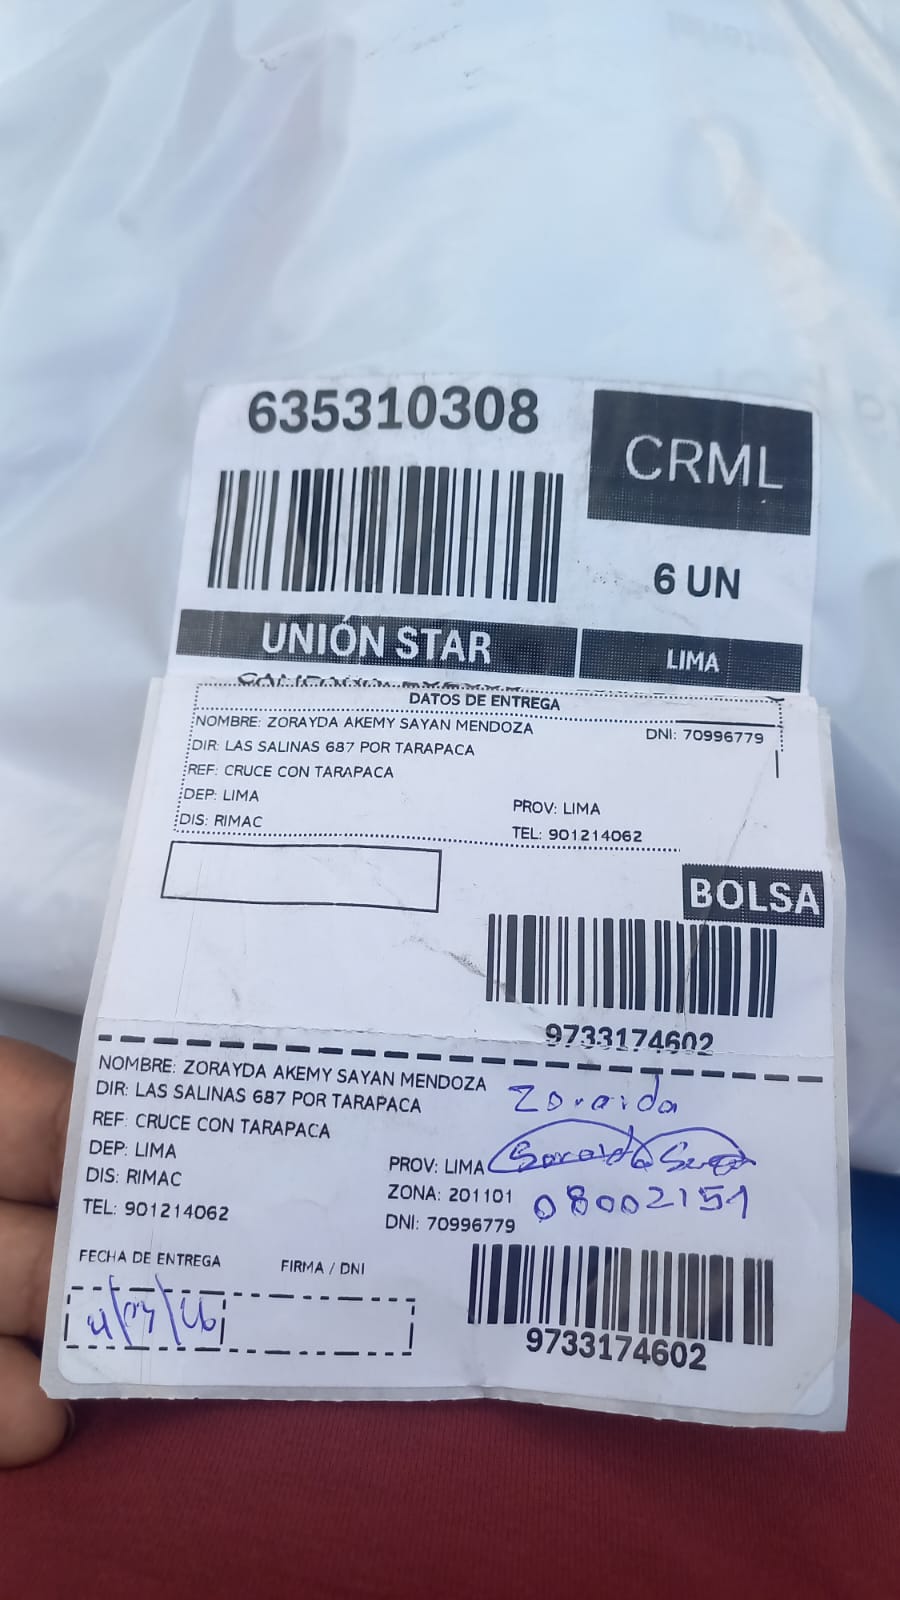 635310308
CRML
6 UN
UNIÓN STAR
LIMA
DATOS DE ENTREGA
NOMBRE: ZORAYDA AKEMY SAYAN MENDOZA
DNI: 70996779
DIR: LAS SALINAS 687 POR TARAPACA
REF: CRUCE CON TARAPACA
DEP: LIMA
PROV: LIMA
DIS: RIMAC
TEL: 901214062
BOLSA
9733174602
NOMBRE: ZORAYDA AKEMY SAYAN MENDOZA
DIR: LAS SALINAS 687 POR TARAPACA
REF: CRUCE CON TARAPACA
DEP: LIMA
PROV: LIMA
DIS: RIMAC
ZONA: 201101
TEL: 901214062
DNI: 70996779
Zoraida
08002151
FECHA DE ENTREGA
FIRMA / DNI
9733174602